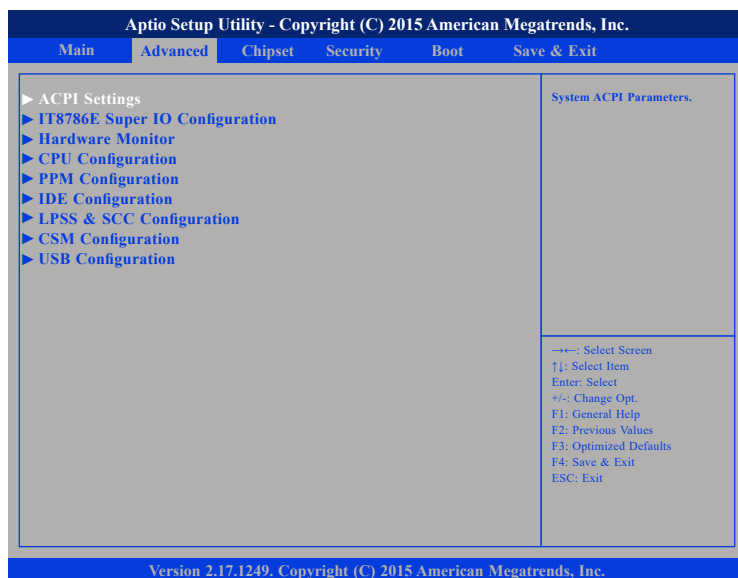 Aptio Setup Utility - Copyright (C) 2015 American Megatrends, Inc.
Main Advanced Chipset Security Boot Save & Exit
► ACPI Settings
► IT8786E Super IO Configuration
► Hardware Monitor
► CPU Configuration
► PPM Configuration
► IDE Configuration
► LPSS & SCC Configuration
► CSM Configuration
► USB Configuration
System ACPI Parameters.
→←: Select Screen
↑↓: Select Item
Enter: Select
+/-: Change Opt.
F1: General Help
F2: Previous Values
F3: Optimized Defaults
F4: Save & Exit
ESC: Exit
Version 2.17.1249. Copyright (C) 2015 American Megatrends, Inc.